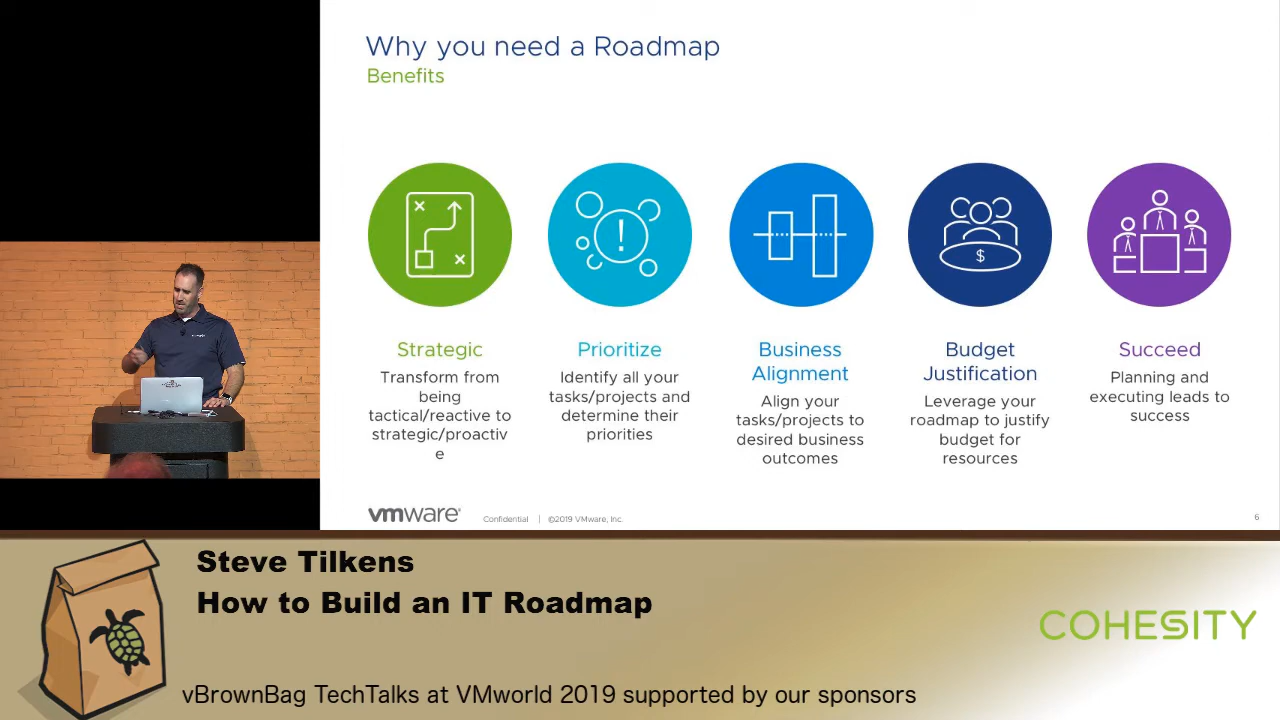 Why you need a Roadmap
Benefits
Strategic
Transform from
being
tactical/reactive to
strategic/proactiv
e
Prioritize
Identify all your
tasks/projects and
determine their
priorities
Business
Alignment
Align your
tasks/projects to
desired business
outcomes
Budget
Justification
Leverage your
roadmap to justify
budget for
resources
$
!
Succeed
Planning and
executing leads to
success
vmware®
Confidential | ©2019 VMware, Inc.
6
Steve Tilkens
How to Build an IT Roadmap
COHESITY
vBrownBag TechTalks at VMworld 2019 supported by our sponsors